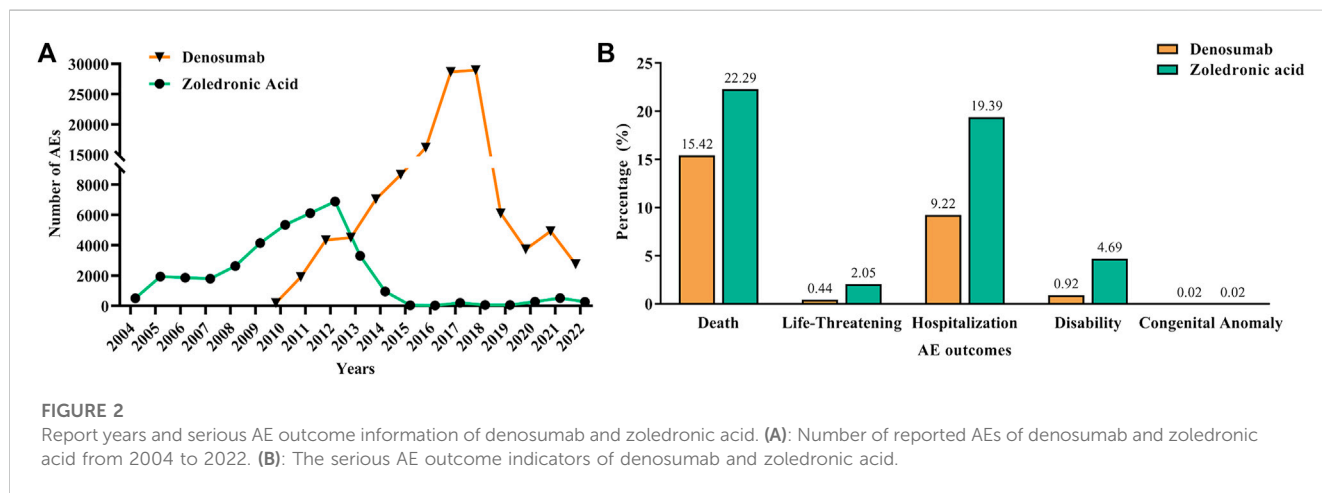 A
Denosumab
Zoledronic Acid
Number of AEs
30000
25000
20000
15000
8000
6000
4000
2000
0
2004
2005
2006
2007
2008
2009
2010
2011
2012
2013
2014
2015
2016
2017
2018
2019
2020
2021
2022
Years
B
Denosumab
Zoledronic acid
Percentage (%)
25
20
15
10
5
0
15.42
22.29
0.44
2.05
9.22
19.39
0.92
4.69
0.02
0.02
Death
Life-Threatening
Hospitalization
Disability
Congenital Anomaly
AE outcomes
FIGURE 2
Report years and serious AE outcome information of denosumab and zoledronic acid. (A): Number of reported AEs of denosumab and zoledronic
acid from 2004 to 2022. (B): The serious AE outcome indicators of denosumab and zoledronic acid.